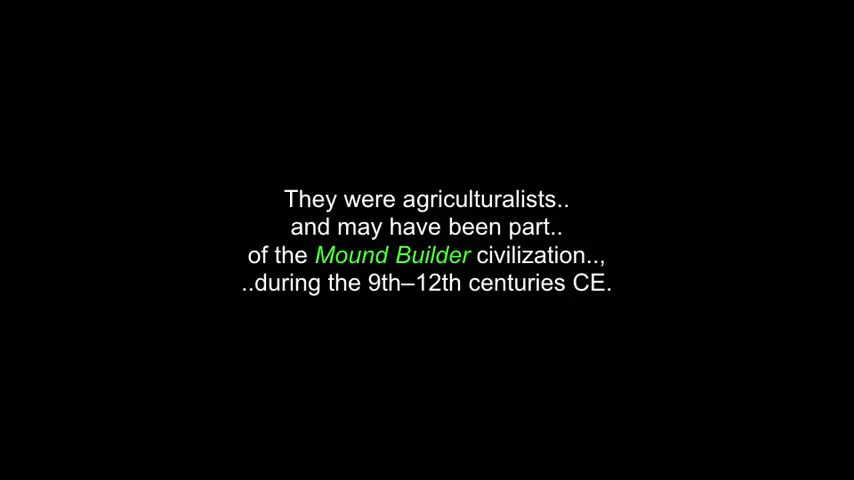 They were agriculturalists..
and may have been part..
of the Mound Builder civilization..,
..during the 9th–12th centuries CE.